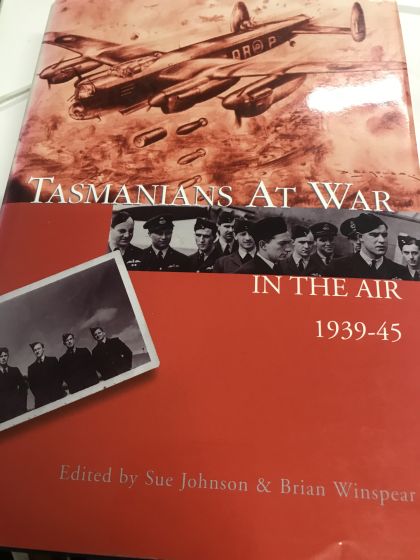 TASMANIANS AT WAR
IN THE AIR
1939-45
Edited by Sue Johnson & Brian Winspear